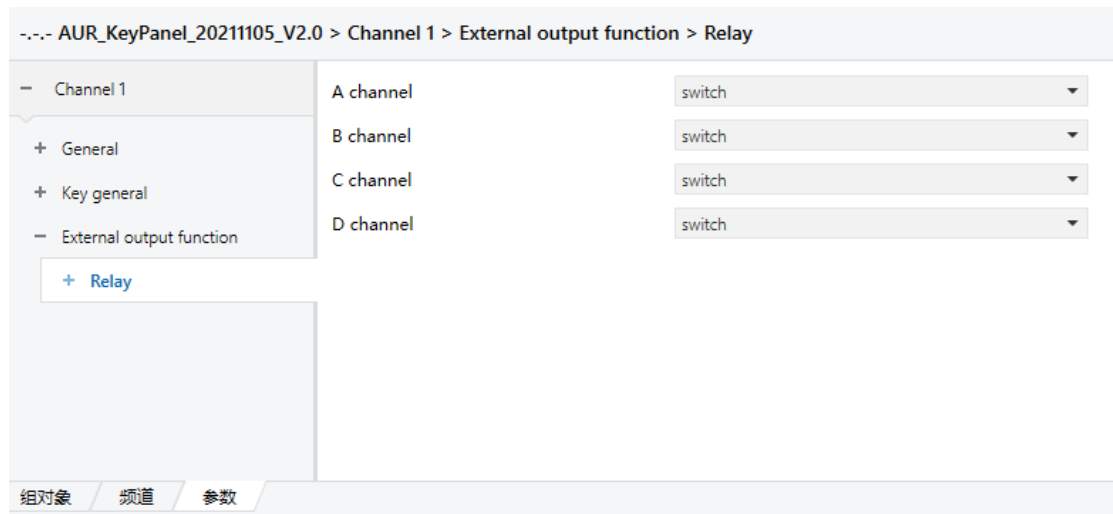 -.-.- AUR_KeyPanel_20211105_V2.0 > Channel 1 > External output function > Relay
Channel 1
General
Key general
External output function
Relay
A channel switch
B channel switch
C channel switch
D channel switch
组对象 频道 参数